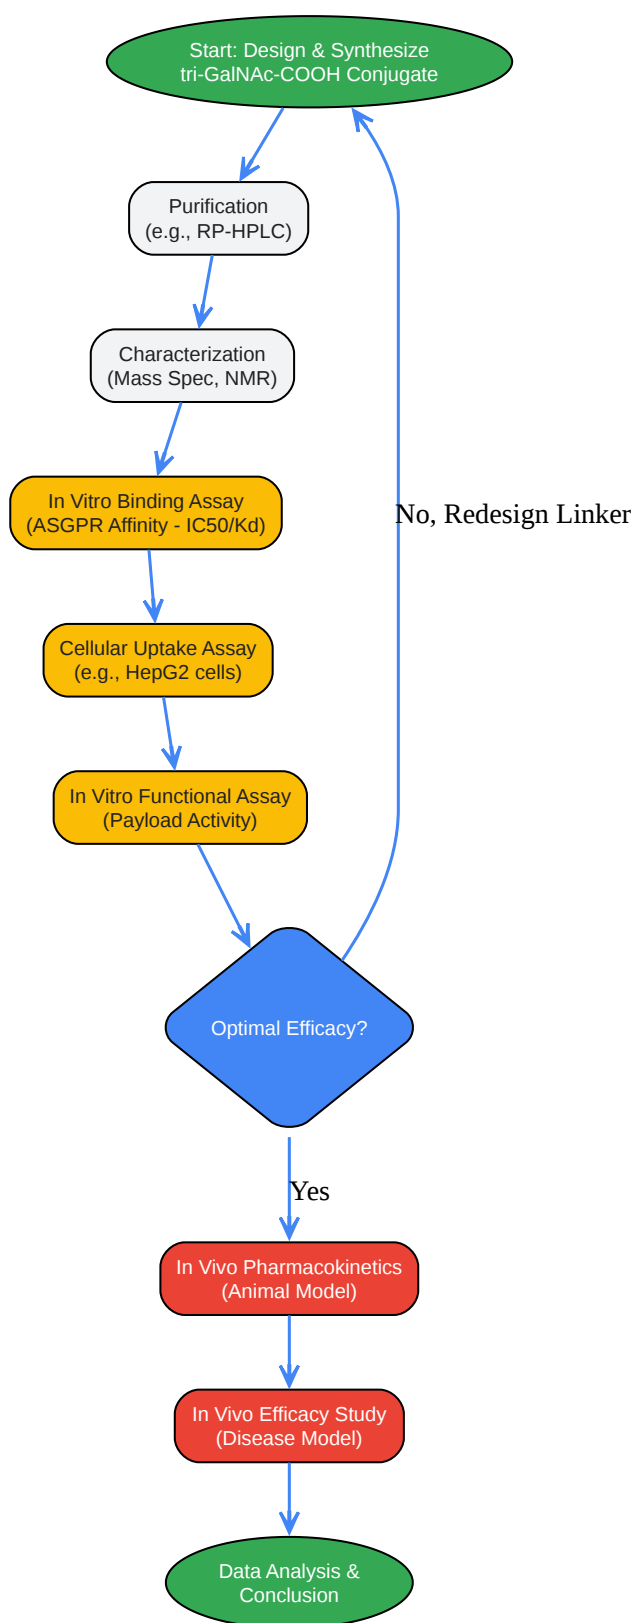 Start: Design & Synthesize
tri-GalNAc-COOH Conjugate
Purification
(e.g., RP-HPLC)
Characterization
(Mass Spec, NMR)
In Vitro Binding Assay
(ASGPR Affinity - IC50/Kd)
No, Redesign Linker
Cellular Uptake Assay
(e.g., HepG2 cells)
In Vitro Functional Assay
(Payload Activity)
Optimal Efficacy?
Yes
In Vivo Pharmacokinetics
(Animal Model)
In Vivo Efficacy Study
(Disease Model)
Data Analysis &
Conclusion